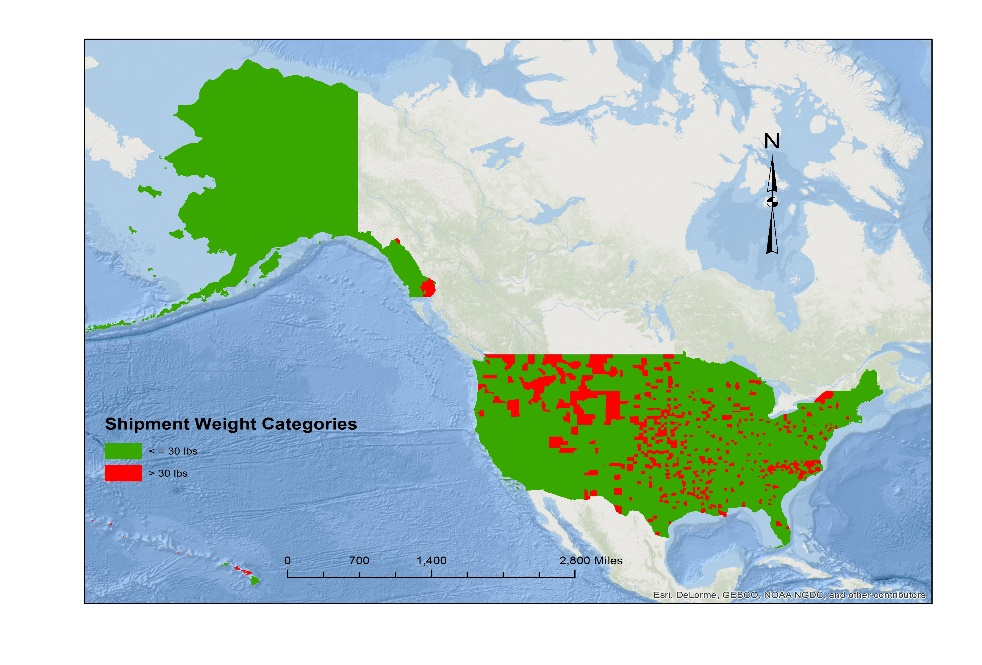 N
Shipment Weight Categories
< = 30 lbs
> 30 lbs
0 700 1,400 2,800 Miles
Esri, DeLorme, GEBCO, NOAA NGDC, and other contributors